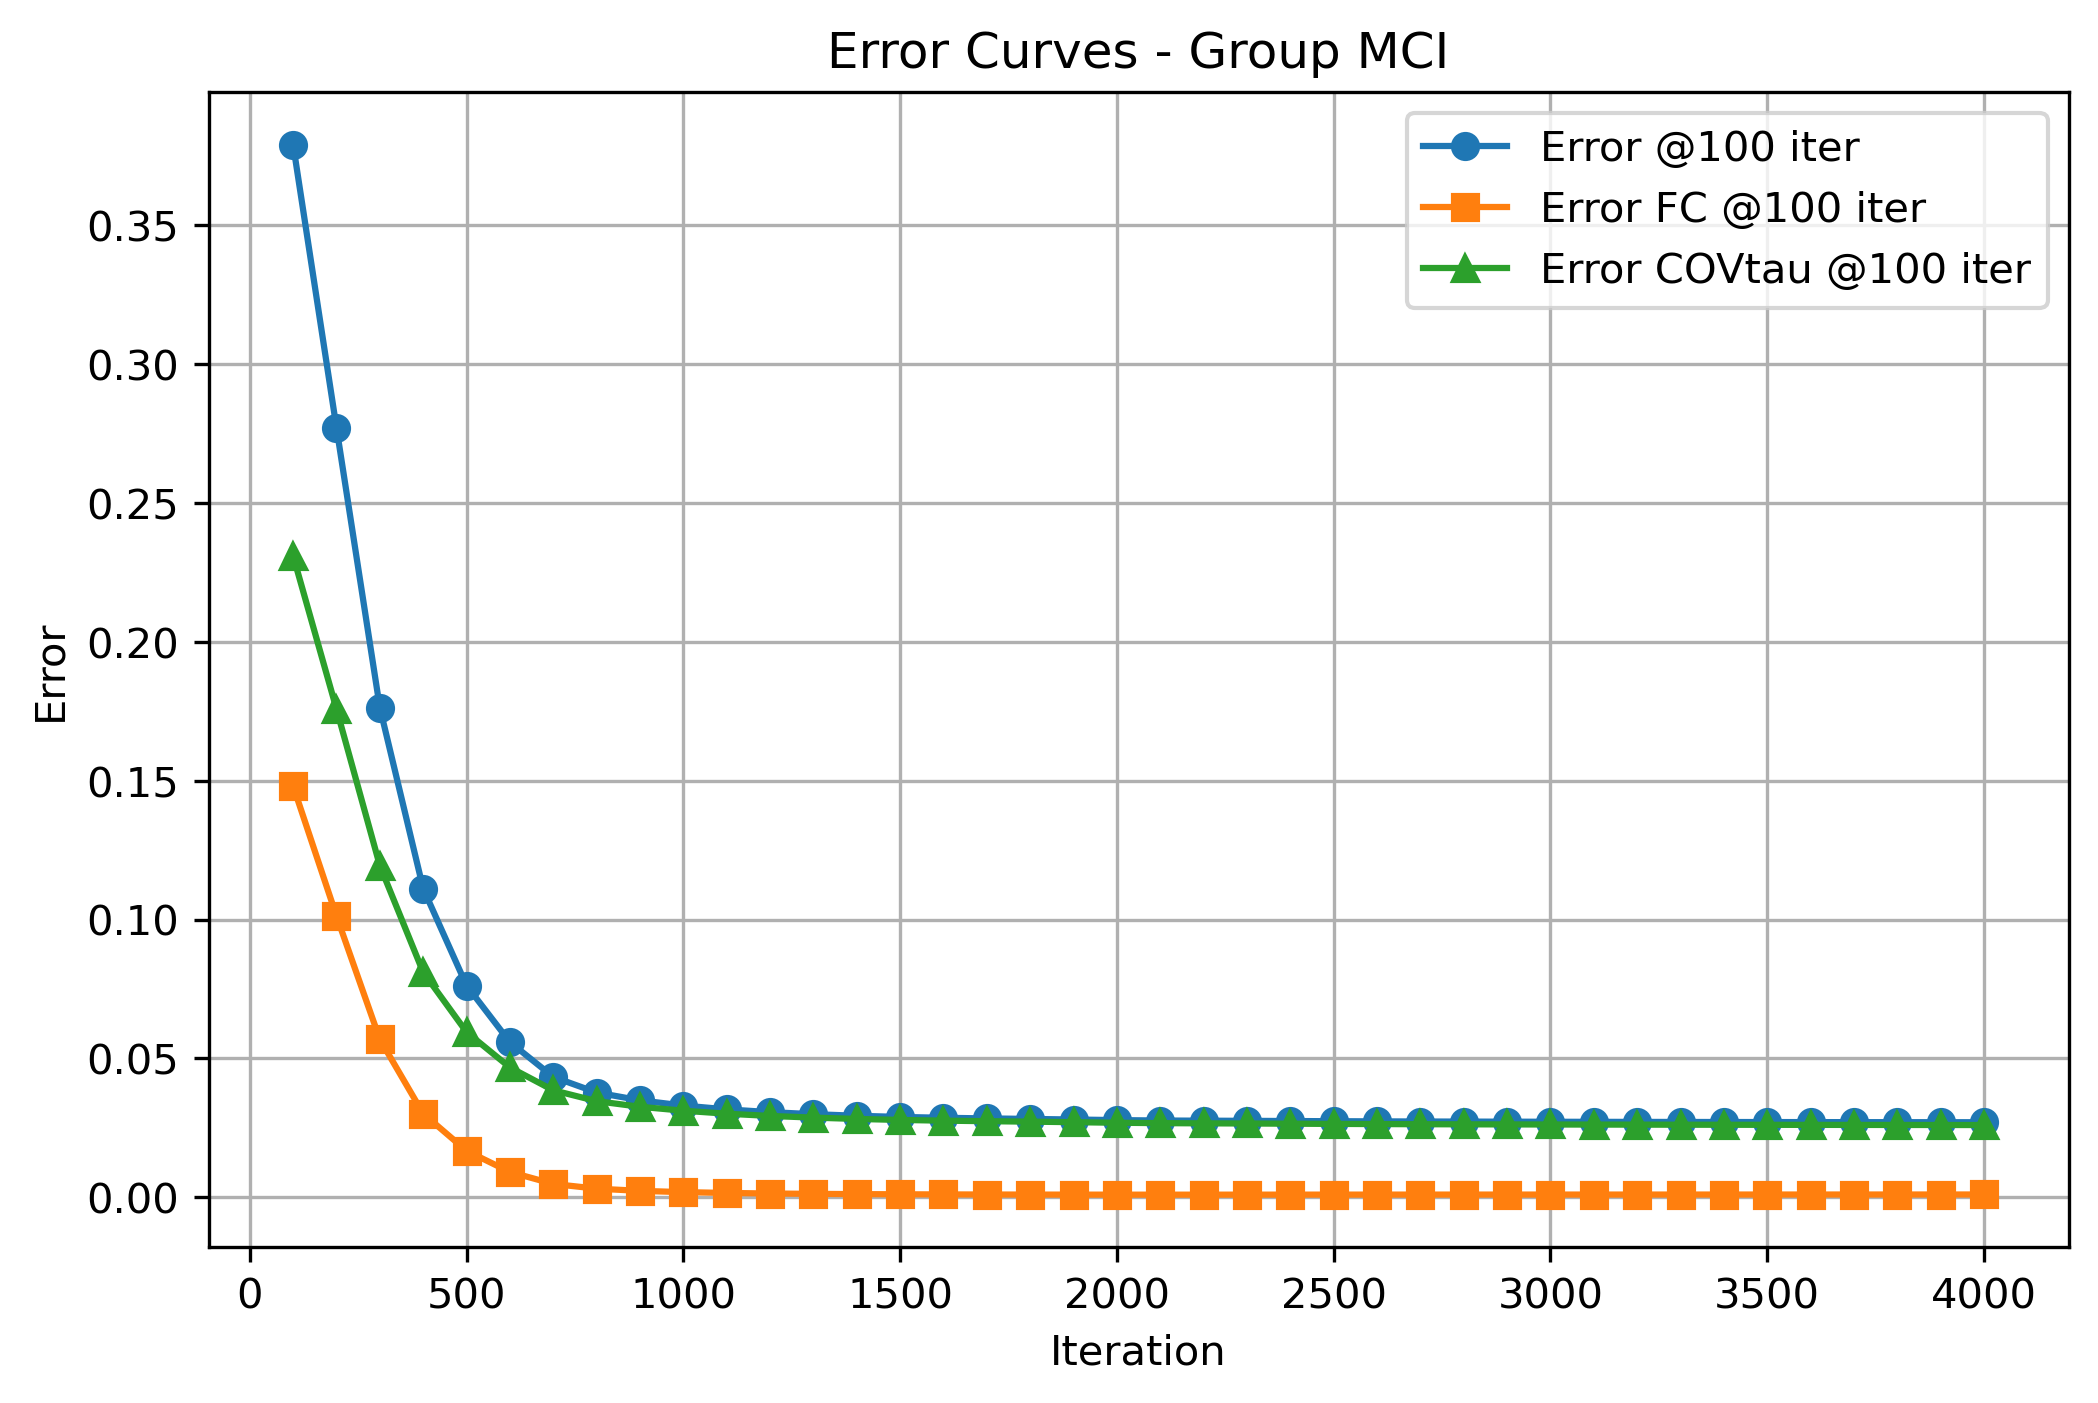 Error Curves - Group MCI
Error @100 iter
Error FC @100 iter
Error COVtau @100 iter
Error
0.35
0.30
0.25
0.20
0.15
0.10
0.05
0.00
0 500 1000 1500 2000 2500 3000 3500 4000
Iteration